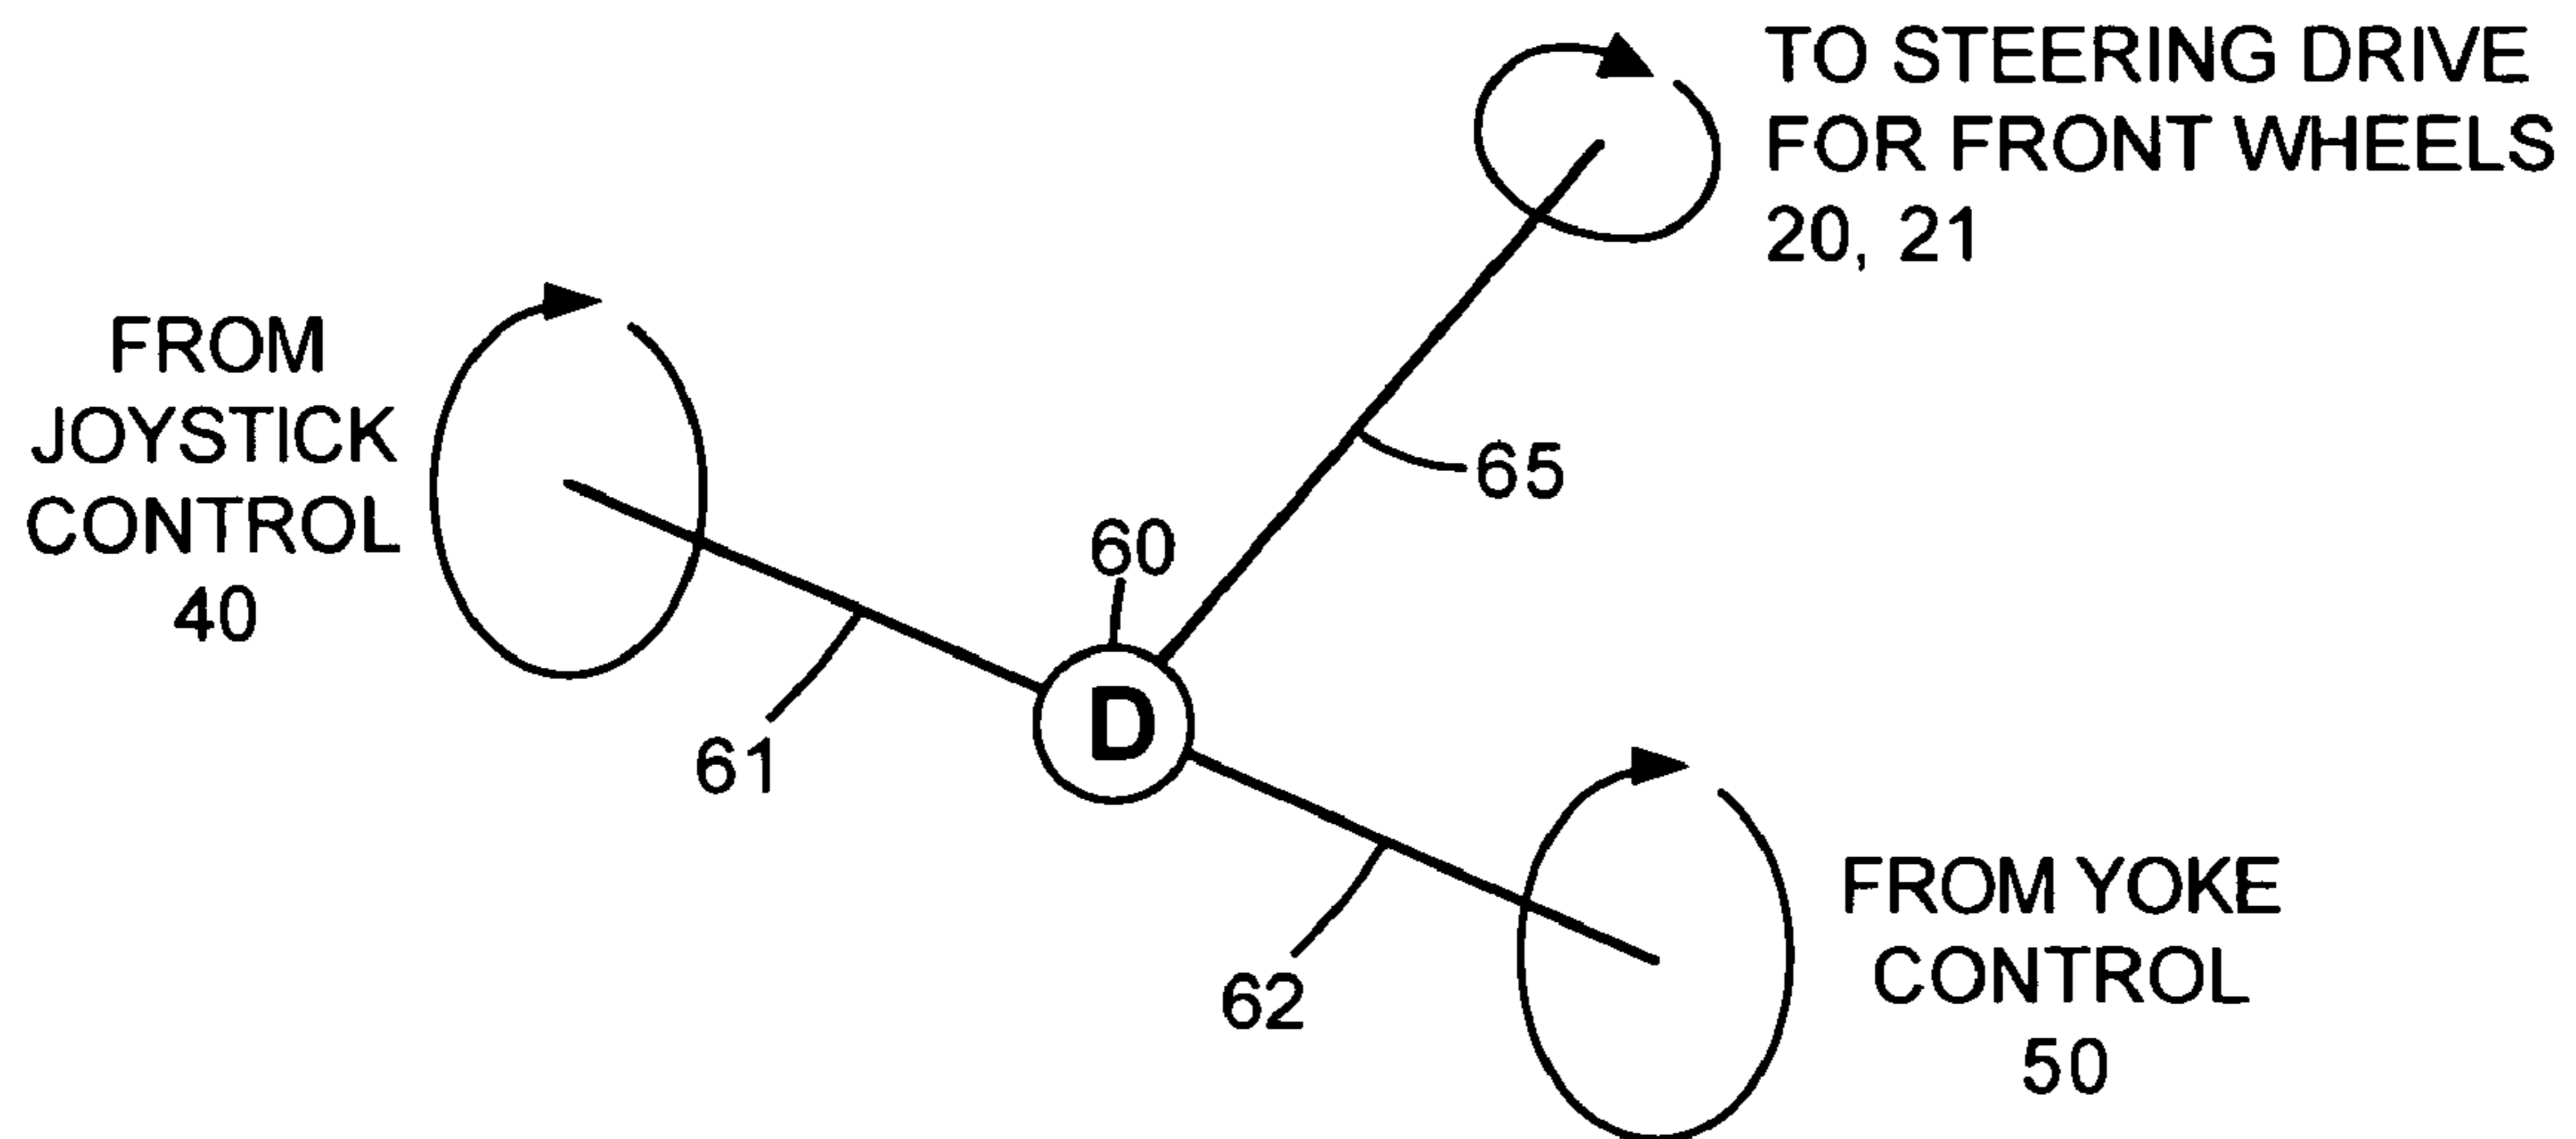 TO STEERING DRIVE
FOR FRONT WHEELS
20, 21
FROM
JOYSTICK
CONTROL
40
65
60
D
61
62
FROM YOKE
CONTROL
50